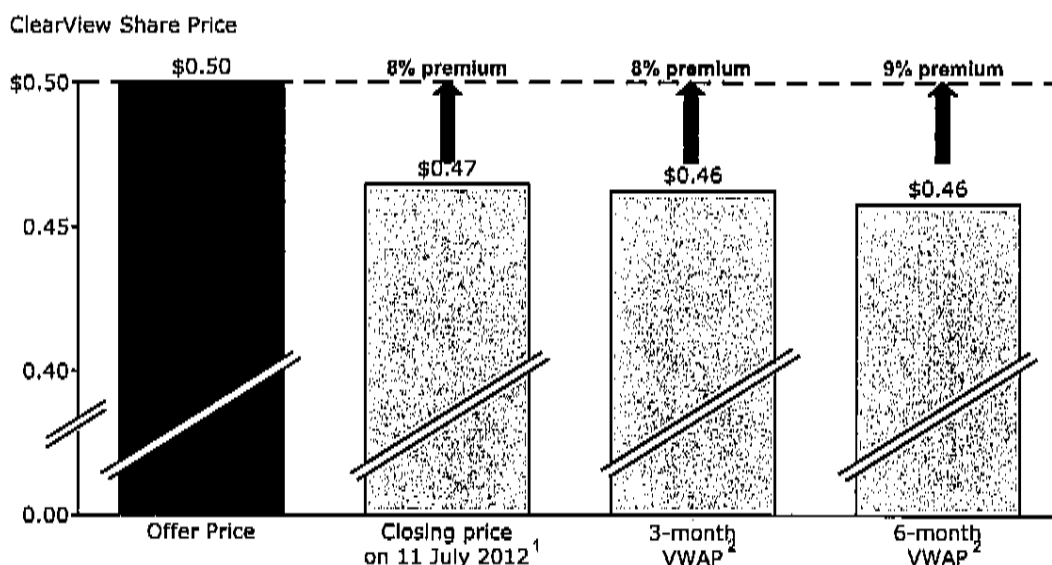 ClearView Share Price
$0.50
8% premium
8% premium
9% premium
$0.50
$0.47
$0.46
$0.46
0.45
0.40
0.00
Offer Price
Closing price
on 11 July 2012¹
3-month
VWAP²
6-month
VWAP²